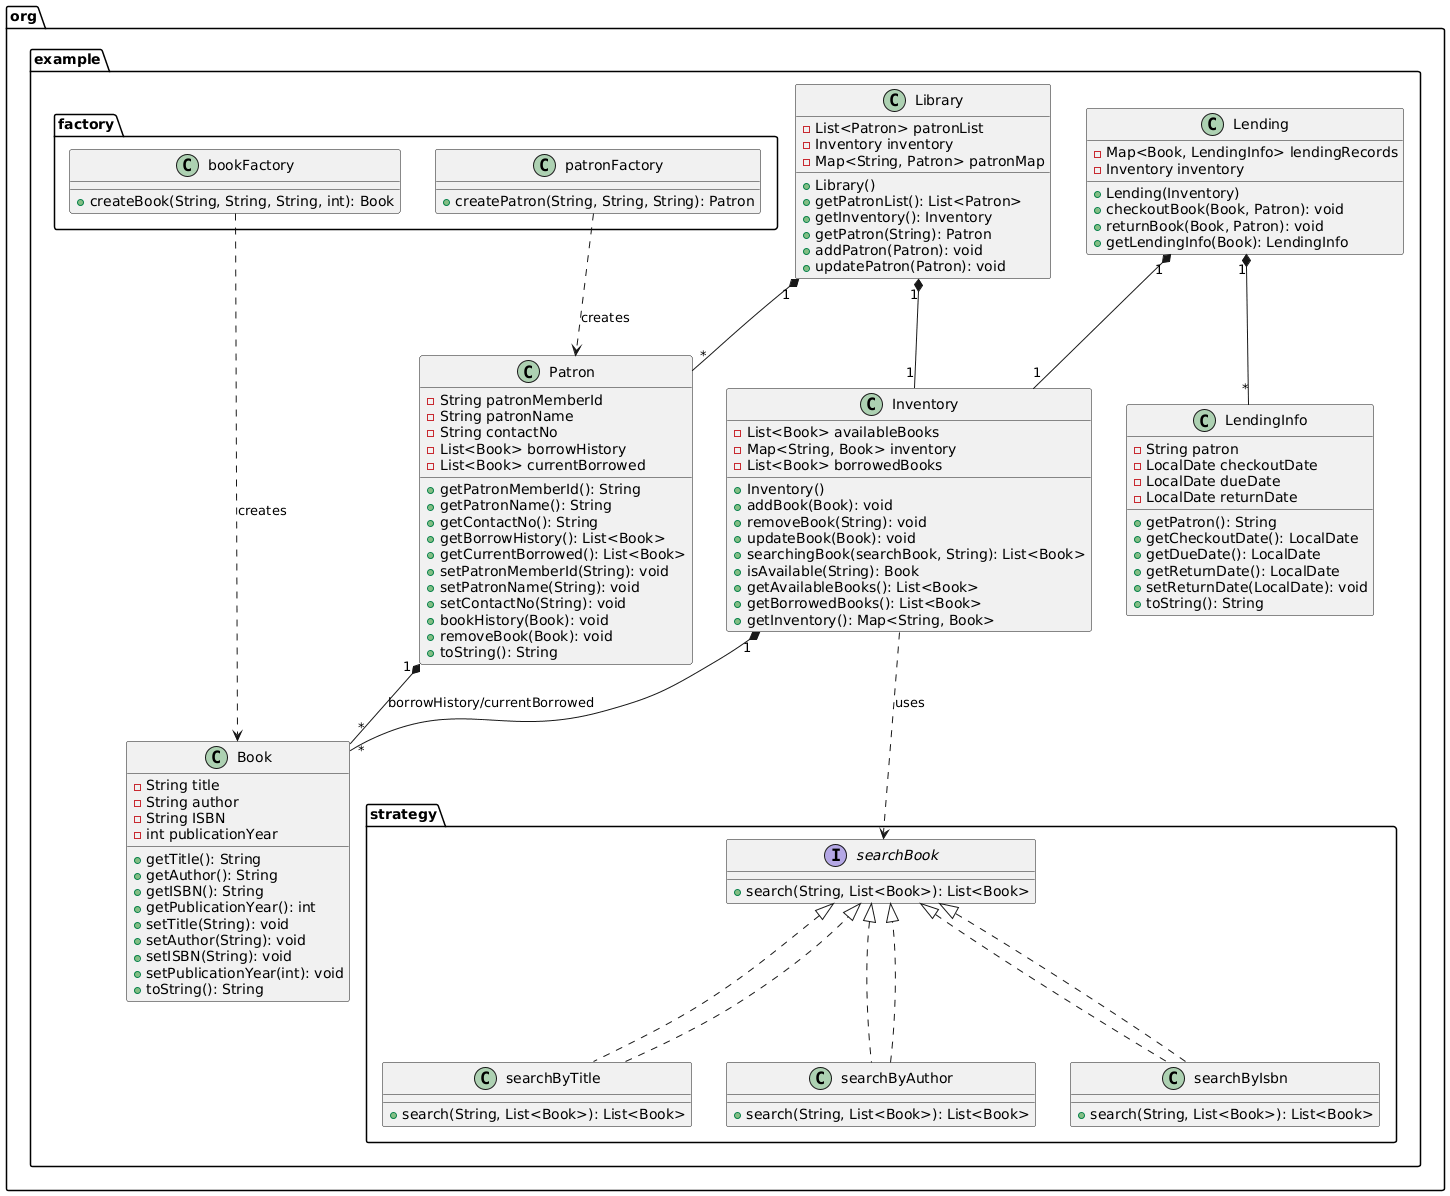 org
example
factory
C bookFactory
createBook(String, String, String, int): Book
C patronFactory
createPatron(String, String, String): Patron
C Library
List<Patron> patronList
Inventory inventory
Map<String, Patron> patronMap
Library()
getPatronList(): List<Patron>
getInventory(): Inventory
getPatron(String): Patron
addPatron(Patron): void
updatePatron(Patron): void
C Lending
Map<Book, LendingInfo> lendingRecords
Inventory inventory
Lending(Inventory)
checkoutBook(Book, Patron): void
returnBook(Book, Patron): void
getLendingInfo(Book): LendingInfo
1
1
1
1
creates
*
1
1
*
C Patron
String patronMemberId
String patronName
String contactNo
List<Book> borrowHistory
List<Book> currentBorrowed
getPatronMemberId(): String
getPatronName(): String
getContactNo(): String
getBorrowHistory(): List<Book>
getCurrentBorrowed(): List<Book>
setPatronMemberId(String): void
setPatronName(String): void
setContactNo(String): void
bookHistory(Book): void
removeBook(Book): void
toString(): String
C Inventory
List<Book> availableBooks
Map<String, Book> inventory
List<Book> borrowedBooks
Inventory()
addBook(Book): void
removeBook(String): void
updateBook(Book): void
searchingBook(searchBook, String): List<Book>
isAvailable(String): Book
getAvailableBooks(): List<Book>
getBorrowedBooks(): List<Book>
getInventory(): Map<String, Book>
C LendingInfo
String patron
LocalDate checkoutDate
LocalDate dueDate
LocalDate returnDate
getPatron(): String
getCheckoutDate(): LocalDate
getDueDate(): LocalDate
getReturnDate(): LocalDate
setReturnDate(LocalDate): void
toString(): String
creates
1
1
borrowHistory/currentBorrowed
uses
*
*
C Book
String title
String author
String ISBN
int publicationYear
getTitle(): String
getAuthor(): String
getISBN(): String
getPublicationYear(): int
setTitle(String): void
setAuthor(String): void
setISBN(String): void
setPublicationYear(int): void
toString(): String
strategy
I searchBook
search(String, List<Book>): List<Book>
C searchByTitle
search(String, List<Book>): List<Book>
C searchByAuthor
search(String, List<Book>): List<Book>
C searchByIsbn
search(String, List<Book>): List<Book>